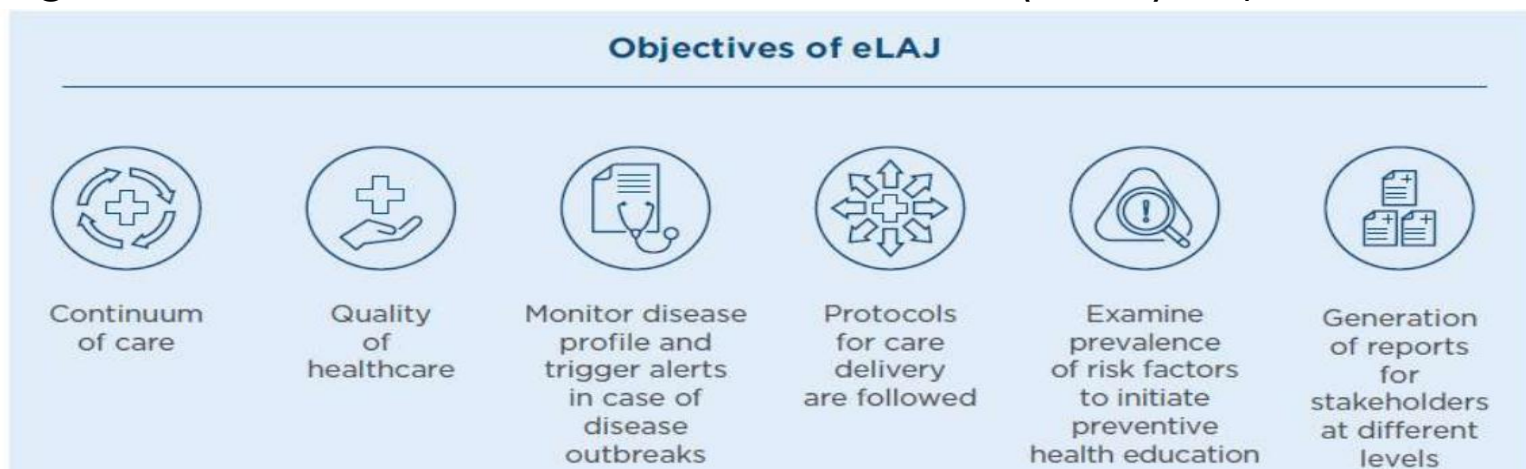 Objectives of eLAJ
Continuum
of care
Quality
of
healthcare
Monitor disease
profile and
trigger alerts
in case of
disease
outbreaks
Protocols
for care
delivery
are followed
Examine
prevalence
of risk factors
to initiate
preventive
health education
Generation
of reports
for
stakeholders
at different
levels